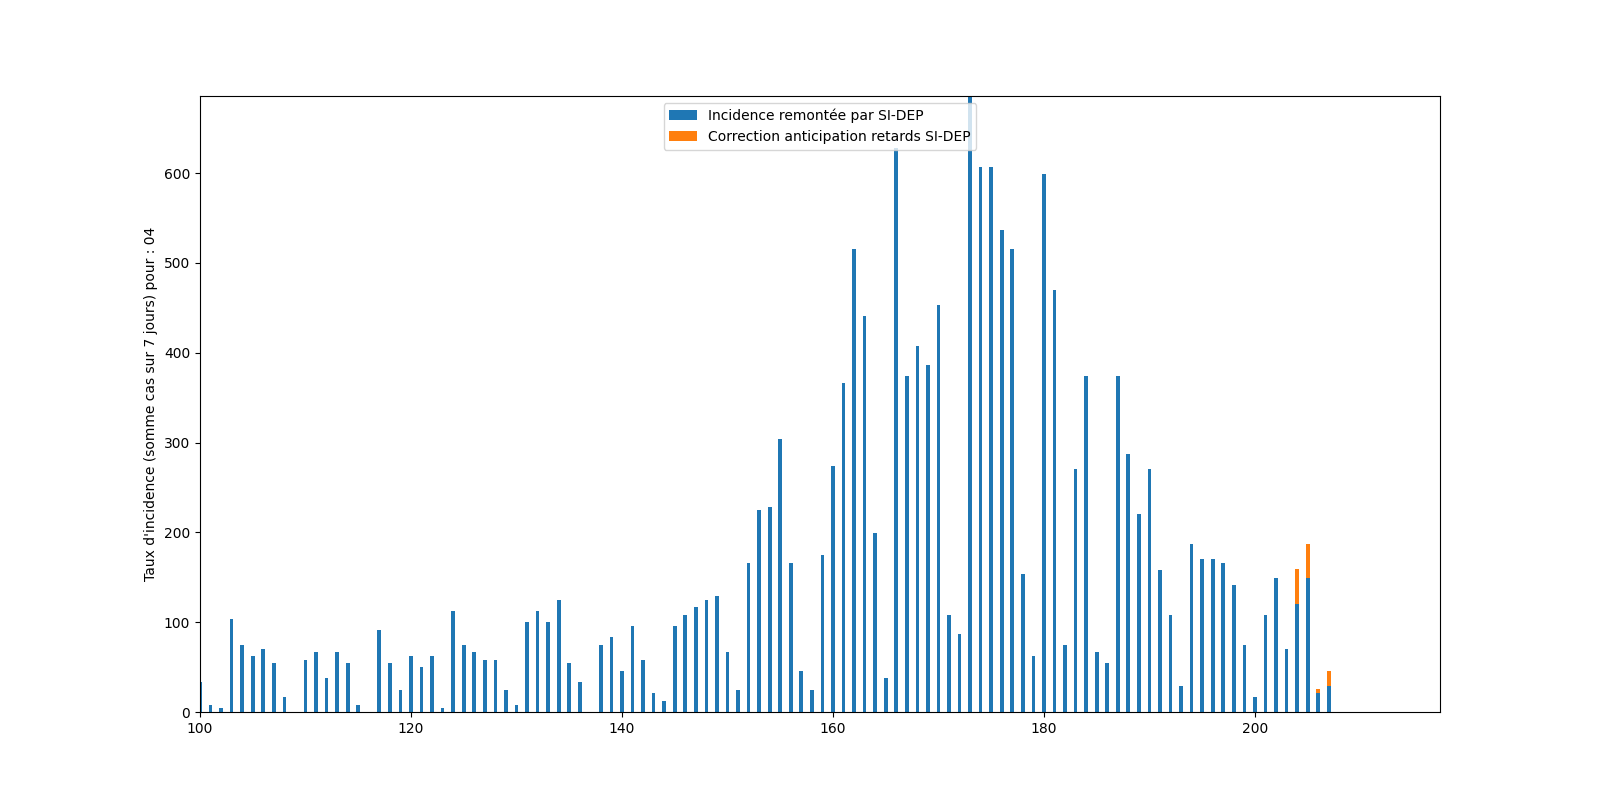 Incidence remontée par SI-DEP
Correction anticipation retards SI-DEP
Taux d'incidence (somme cas sur 7 jours) pour : 04
600
500
400
300
200
100
0
100 120 140 160 180 200